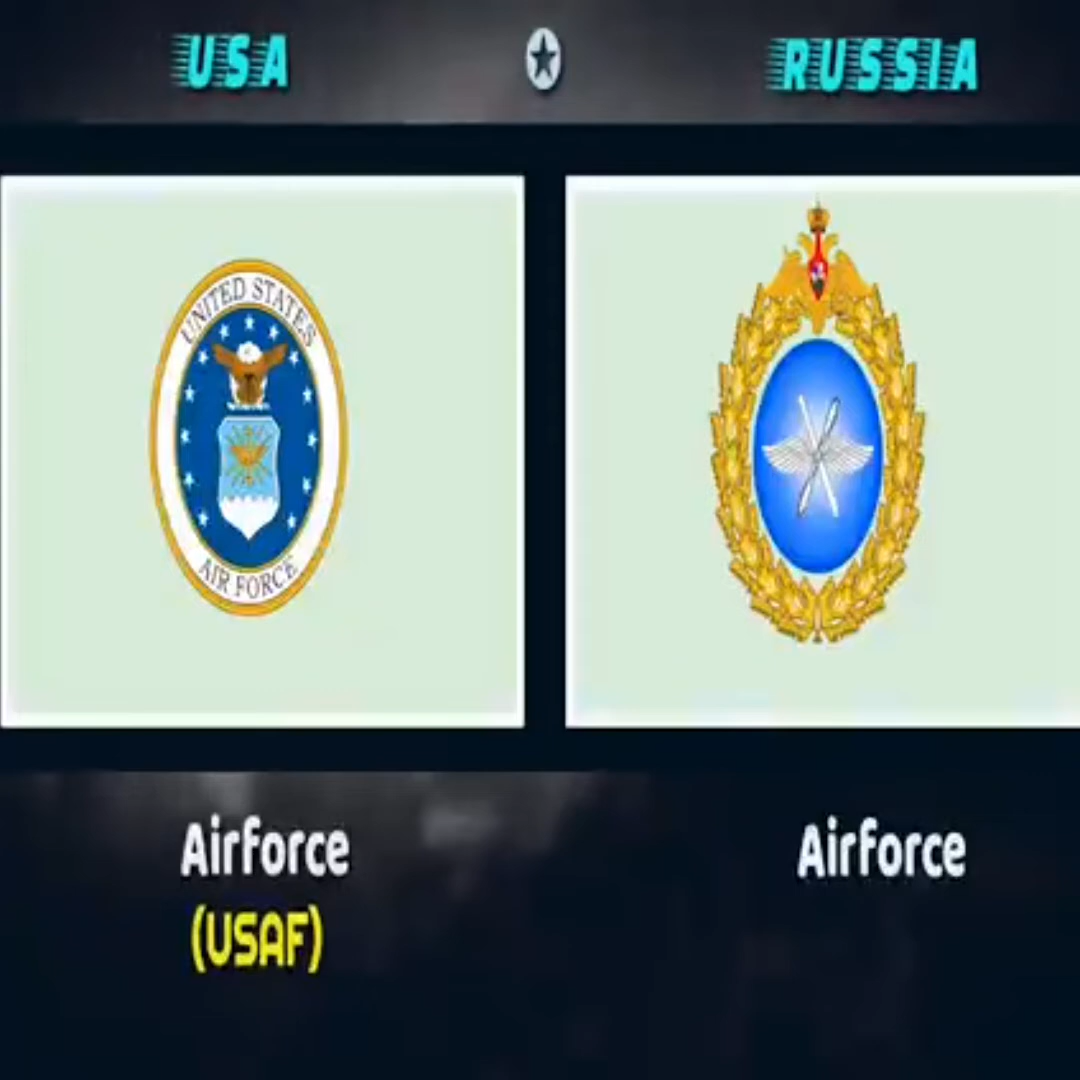 USA
RUSSIA
UNITED STATES
AIR FORCE
Airforce
(USAF)
Airforce